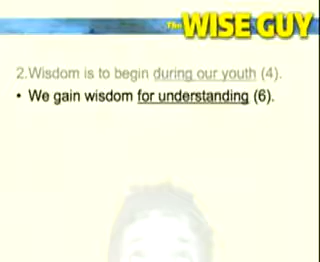 The WISE GUY
2.Wisdom is to begin during our youth (4).
• We gain wisdom for understanding (6).